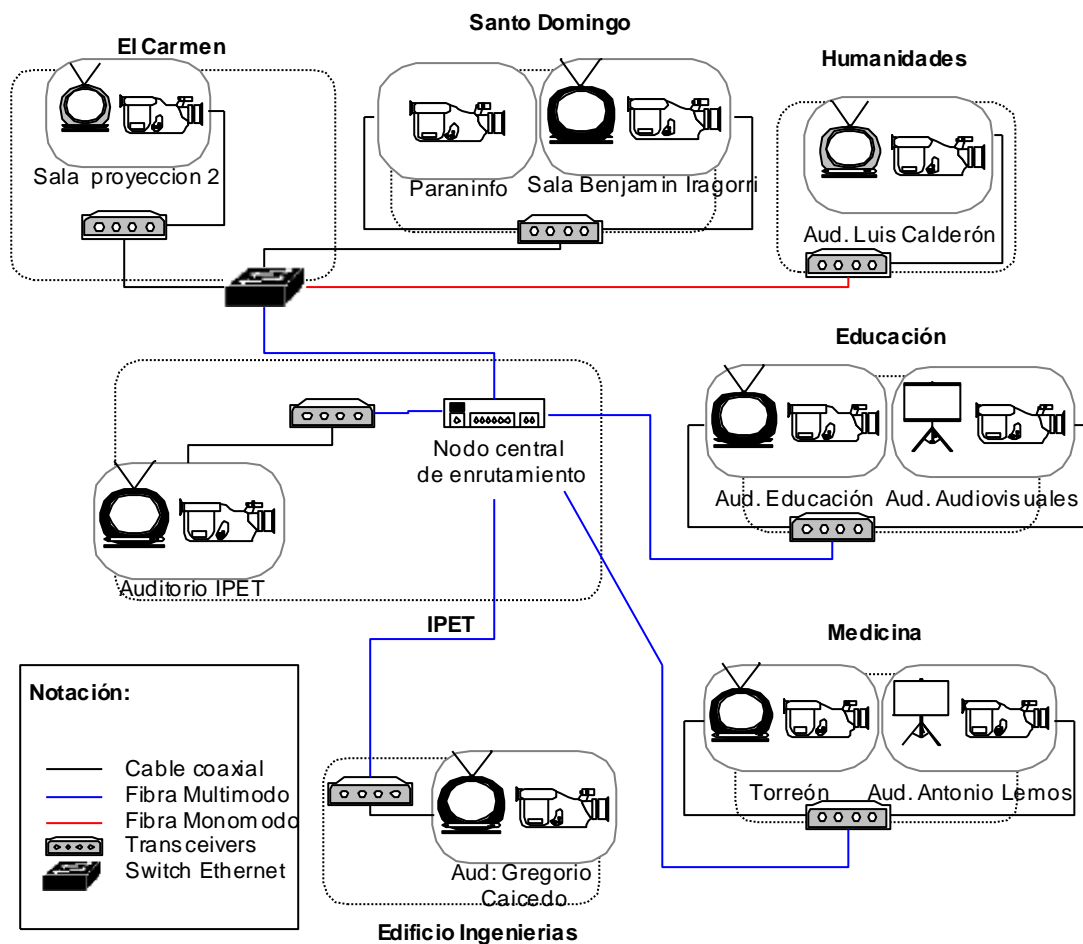 Santo Domingo
El Carmen
Humanidades
Sala proyeccion 2
Paraninfo
Sala Benjamin Iragorri
Aud. Luis Calderón
Educación
Nodo central
de enrutamiento
Aud. Educación
Aud. Audiovisuales
Auditorio IPET
IPET
Medicina
Notación:
Cable coaxial
Fibra Multimodo
Fibra Monomodo
Transceivers
Switch Ethernet
Torreón
Aud. Antonio Lemos
Aud: Gregorio
Caicedo
Edificio Ingenierias